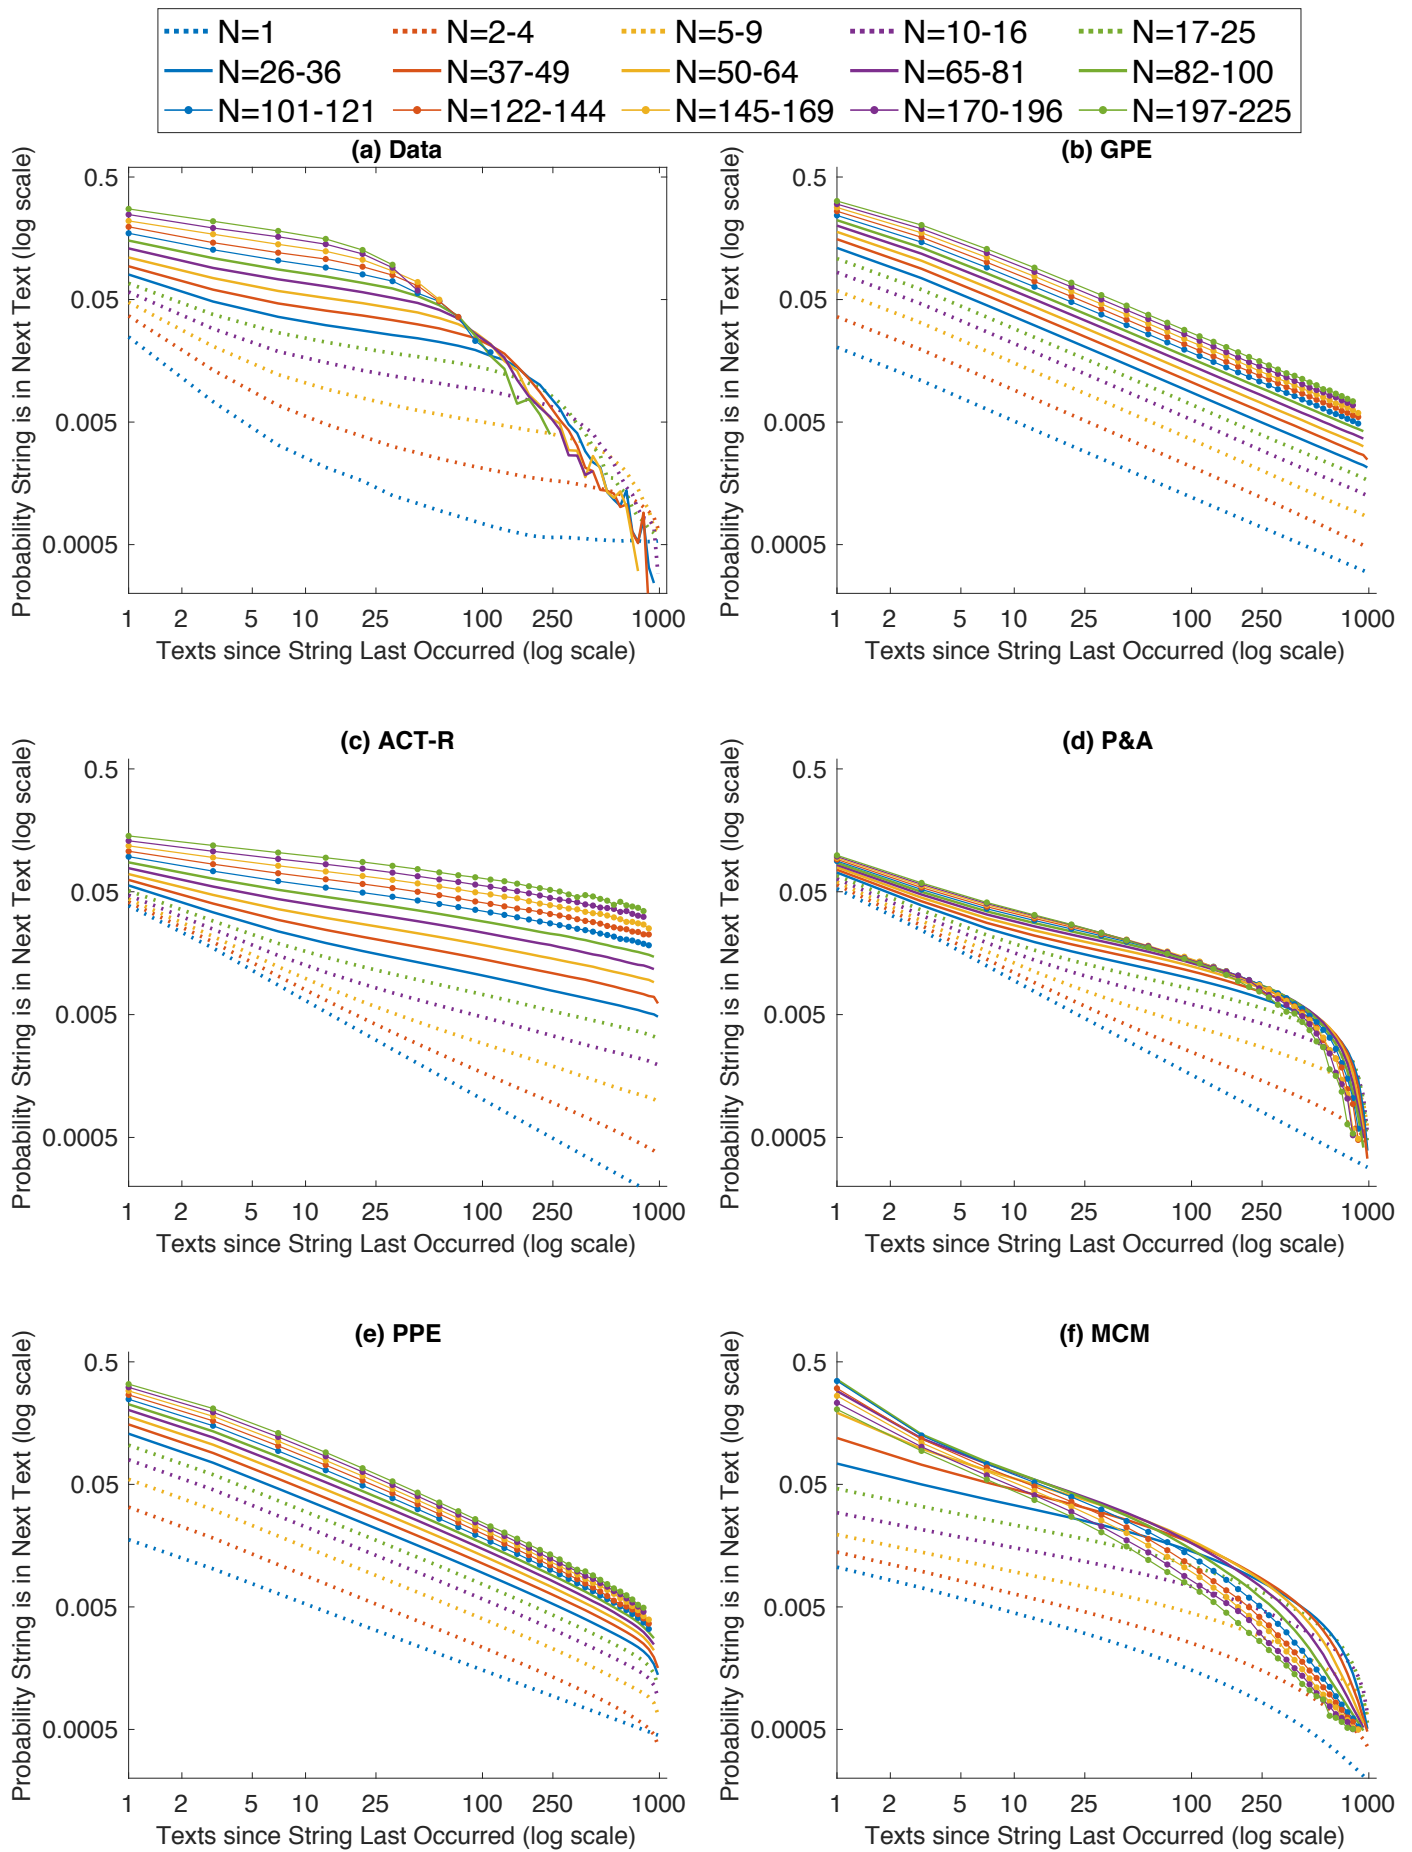 N=1 N=2-4 N=5-9 N=10-16 N=17-25
N=26-36 N=37-49 N=50-64 N=65-81 N=82-100
N=101-121 N=122-144 N=145-169 N=170-196 N=197-225
(a) Data
Probability String is in Next Text (log scale)
0.5
0.05
0.005
0.0005
1 2 5 10 25 100 250 1000
Texts since String Last Occurred (log scale)
(b) GPE
Probability String is in Next Text (log scale)
0.5
0.05
0.005
0.0005
1 2 5 10 25 100 250 1000
Texts since String Last Occurred (log scale)
(c) ACT-R
Probability String is in Next Text (log scale)
0.5
0.05
0.005
0.0005
1 2 5 10 25 100 250 1000
Texts since String Last Occurred (log scale)
(d) P&A
Probability String is in Next Text (log scale)
0.5
0.05
0.005
0.0005
1 2 5 10 25 100 250 1000
Texts since String Last Occurred (log scale)
(e) PPE
Probability String is in Next Text (log scale)
0.5
0.05
0.005
0.0005
1 2 5 10 25 100 250 1000
Texts since String Last Occurred (log scale)
(f) MCM
Probability String is in Next Text (log scale)
0.5
0.05
0.005
0.0005
1 2 5 10 25 100 250 1000
Texts since String Last Occurred (log scale)